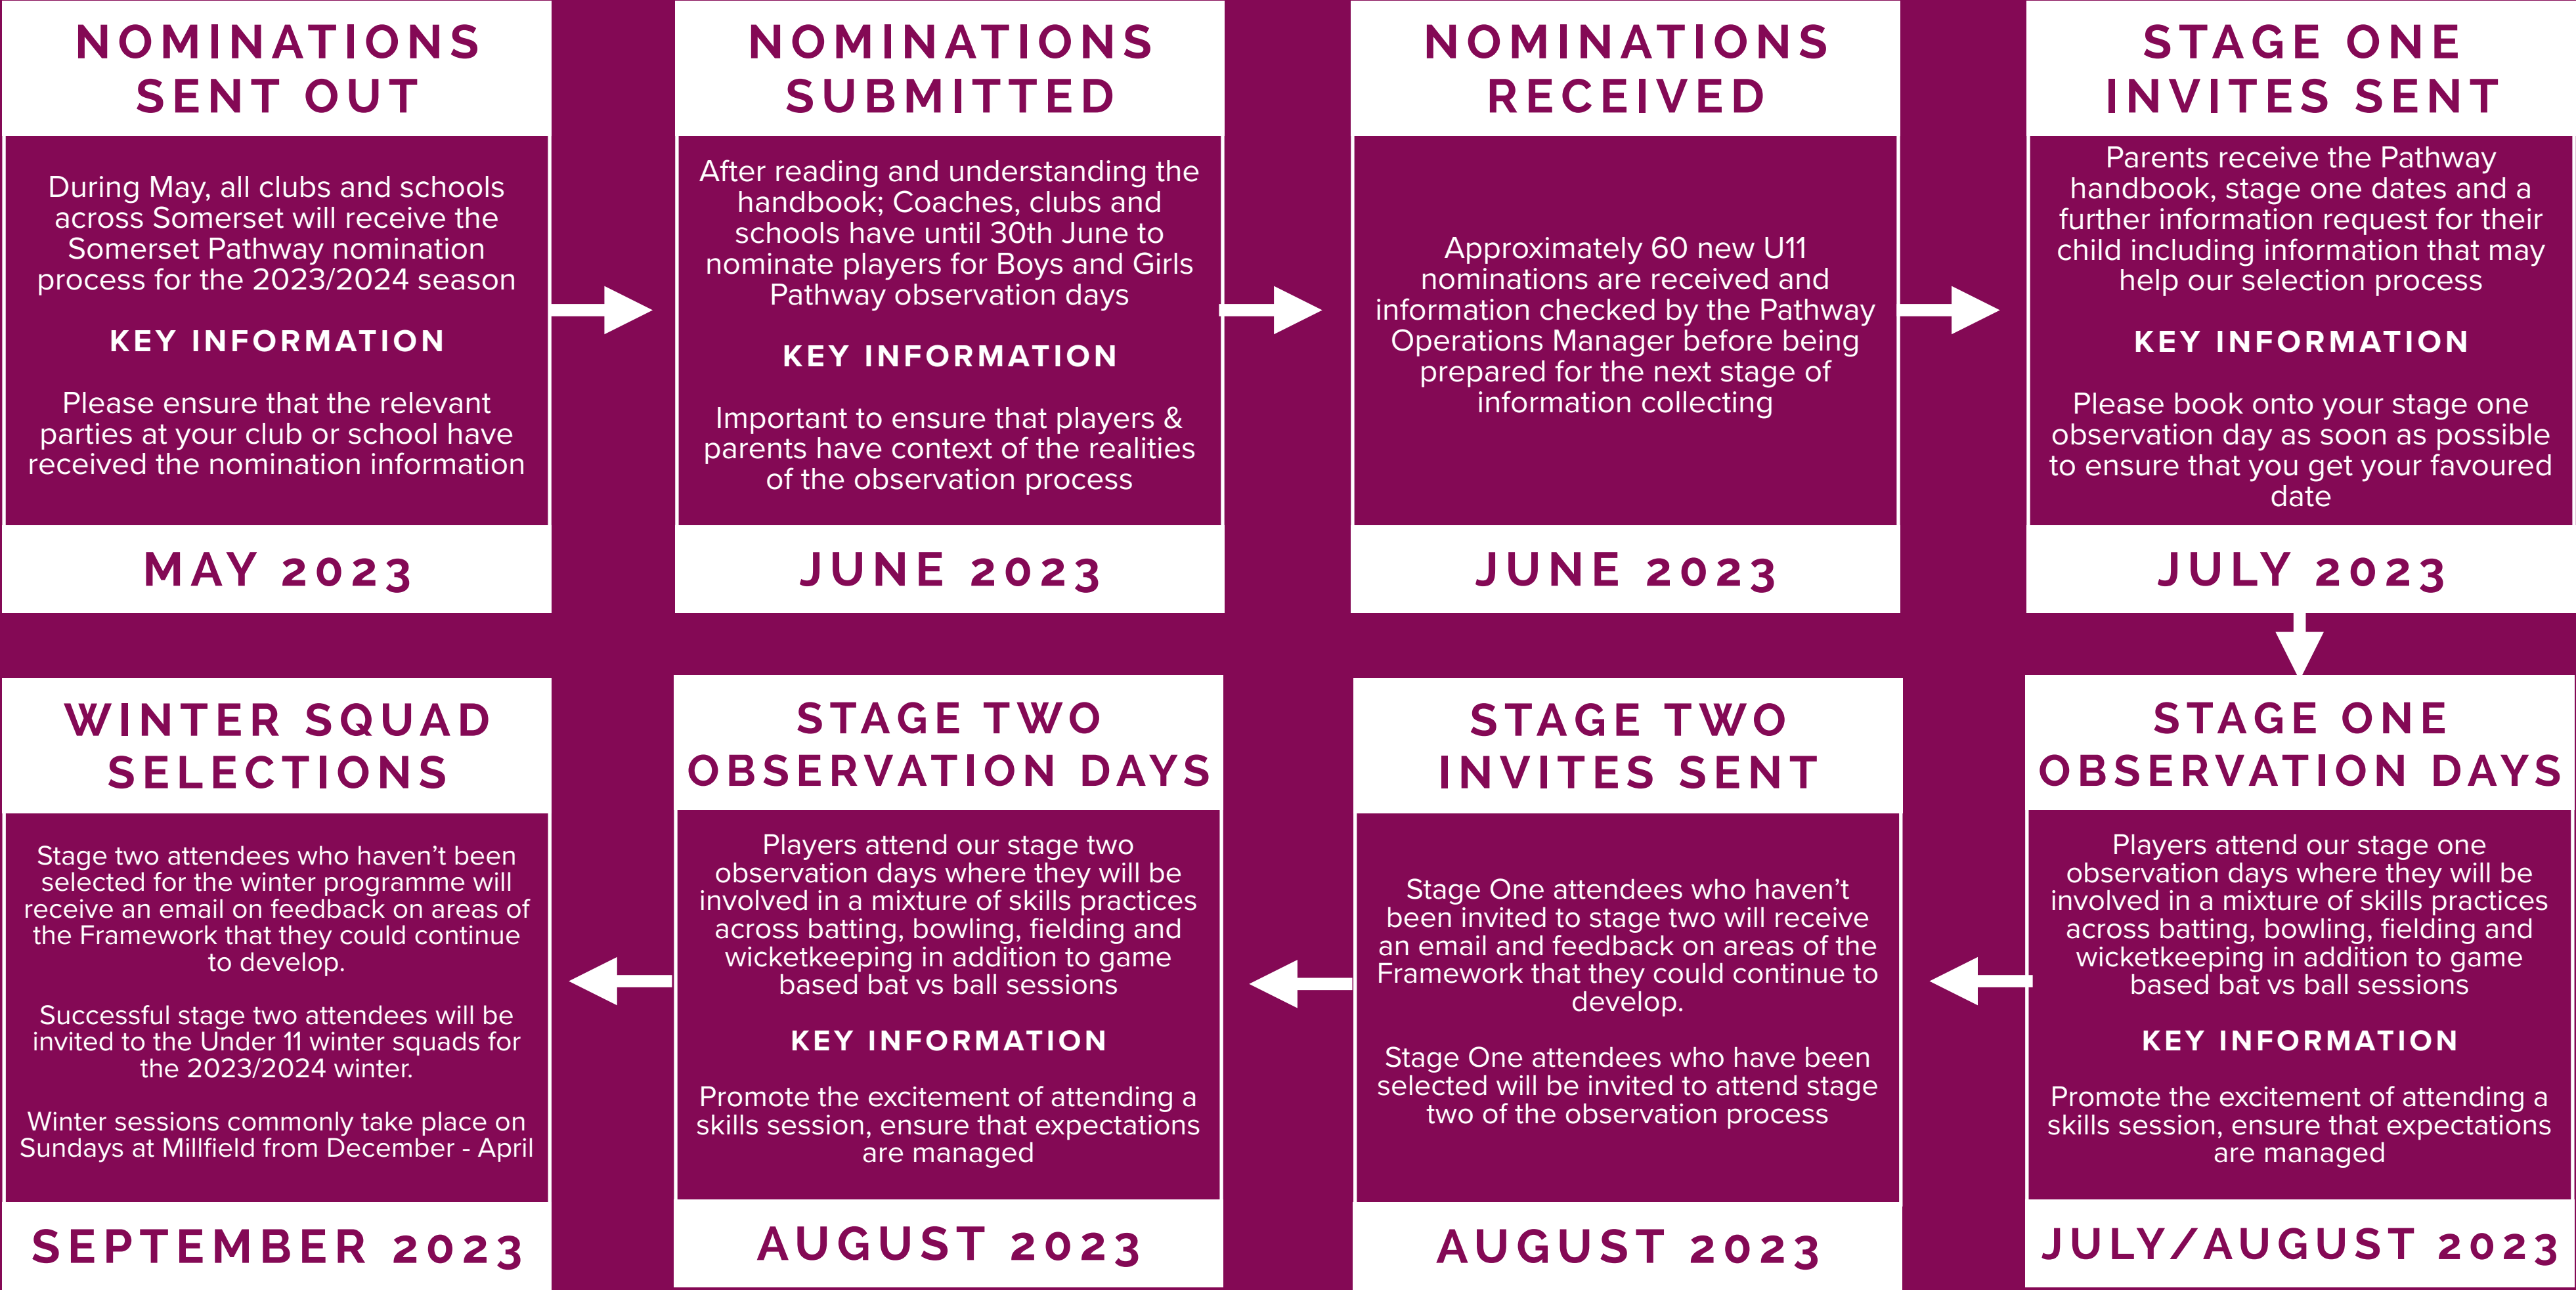 NOMINATIONS
SENT OUT
During May, all clubs and schools
across Somerset will receive the
Somerset Pathway nomination
process for the 2023/2024 season
KEY INFORMATION
Please ensure that the relevant
parties at your club or school have
received the nomination information
MAY 2023
NOMINATIONS
SUBMITTED
After reading and understanding the
handbook; Coaches, clubs and
schools have until 30th June to
nominate players for Boys and Girls
Pathway observation days
KEY INFORMATION
Important to ensure that players &
parents have context of the realities
of the observation process
JUNE 2023
NOMINATIONS
RECEIVED
Approximately 60 new U11
nominations are received and
information checked by the Pathway
Operations Manager before being
prepared for the next stage of
information collecting
JUNE 2023
STAGE ONE
INVITES SENT
Parents receive the Pathway
handbook, stage one dates and a
further information request for their
child including information that may
help our selection process
KEY INFORMATION
Please book onto your stage one
observation day as soon as possible
to ensure that you get your favoured
date
JULY 2023
STAGE ONE
OBSERVATION DAYS
Players attend our stage one
observation days where they will be
involved in a mixture of skills practices
across batting, bowling, fielding and
wicketkeeping in addition to game
based bat vs ball sessions
KEY INFORMATION
Promote the excitement of attending a
skills session, ensure that expectations
are managed
JULY/AUGUST 2023
STAGE TWO
INVITES SENT
Stage One attendees who haven't
been invited to stage two will receive
an email and feedback on areas of the
Framework that they could continue to
develop.
Stage One attendees who have been
selected will be invited to attend stage
two of the observation process
AUGUST 2023
STAGE TWO
OBSERVATION DAYS
Players attend our stage two
observation days where they will be
involved in a mixture of skills practices
across batting, bowling, fielding and
wicketkeeping in addition to game
based bat vs ball sessions
KEY INFORMATION
Promote the excitement of attending a
skills session, ensure that expectations
are managed
AUGUST 2023
WINTER SQUAD
SELECTIONS
Stage two attendees who haven't been
selected for the winter programme will
receive an email on feedback on areas of
the Framework that they could continue
to develop.
Successful stage two attendees will be
invited to the Under 11 winter squads for
the 2023/2024 winter.
Winter sessions commonly take place on
Sundays at Millfield from December - April
SEPTEMBER 2023